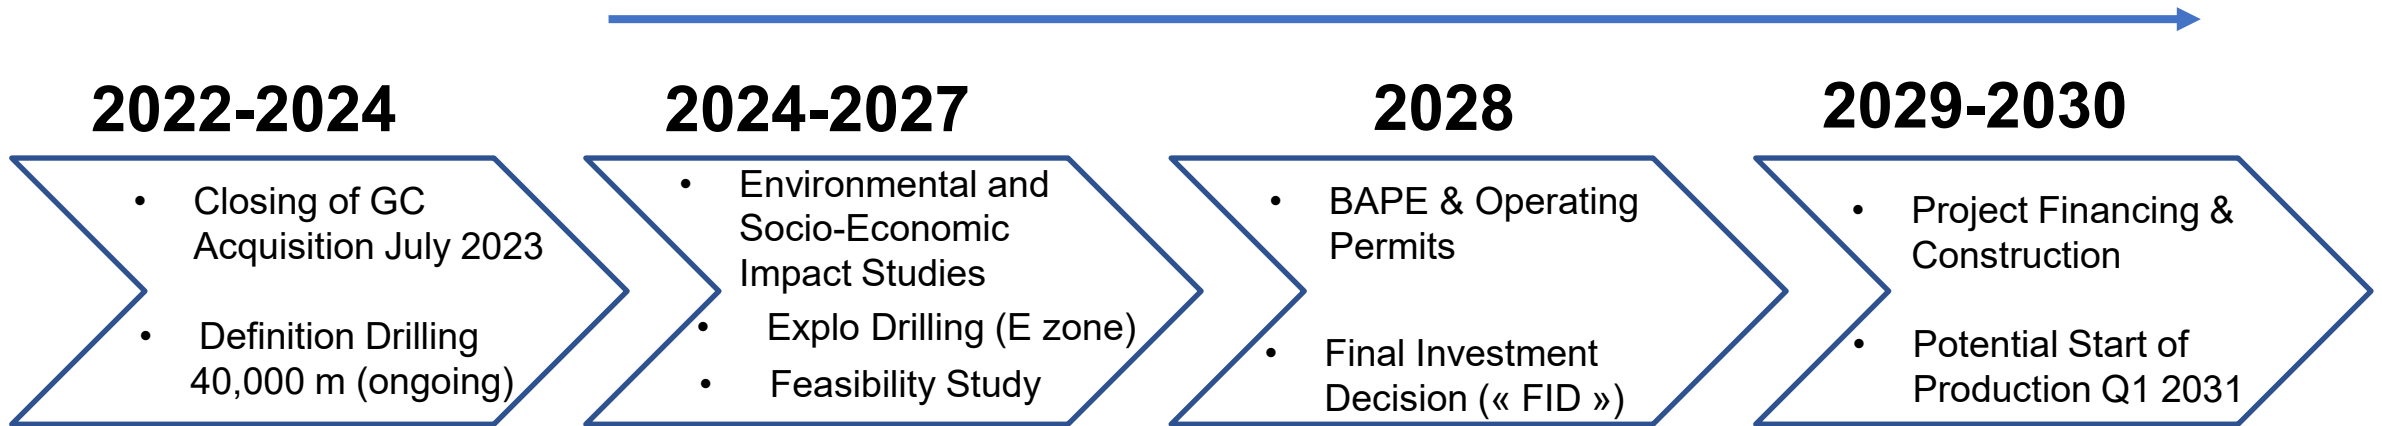 2022-2024
• Closing of GC
Acquisition July 2023
• Definition Drilling
40,000 m (ongoing)
2024-2027
• Environmental and
Socio-Economic
Impact Studies
• Explo Drilling (E zone)
• Feasibility Study
2028
• BAPE & Operating
Permits
• Final Investment
Decision (« FID »)
2029-2030
• Project Financing &
Construction
• Potential Start of
Production Q1 2031